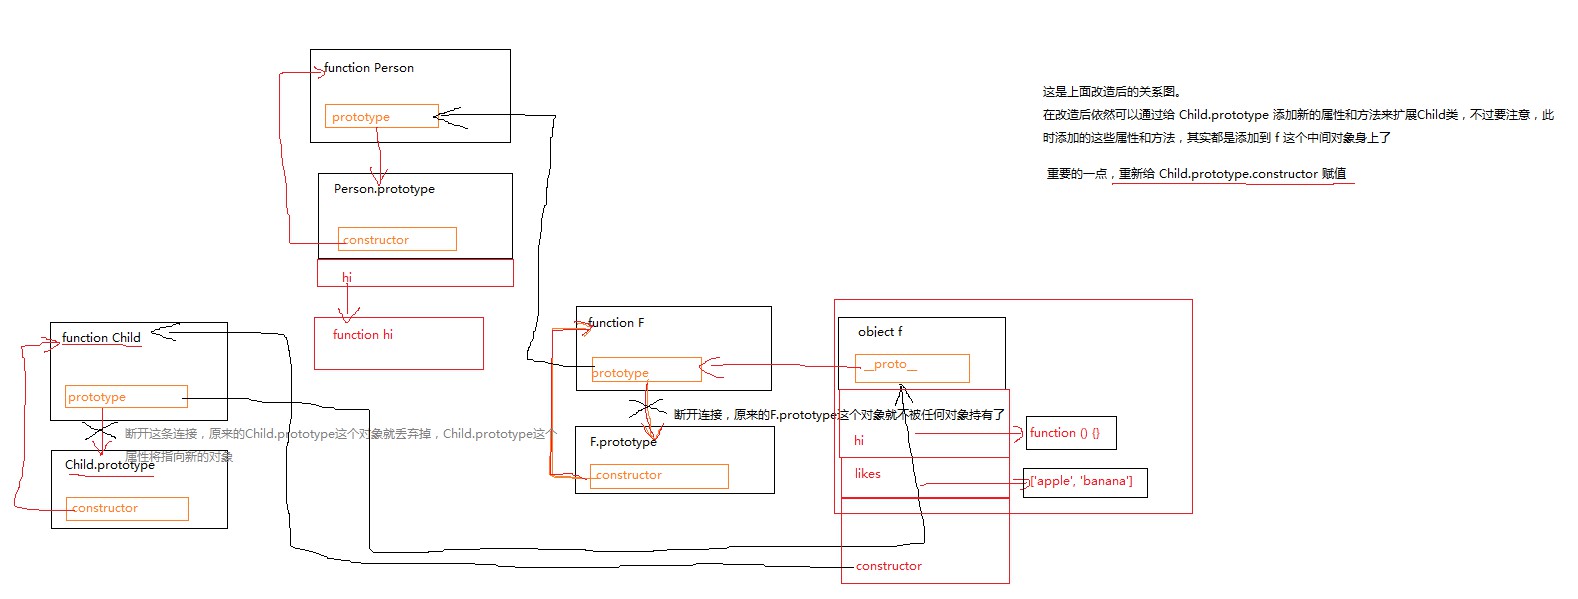 function Person
prototype
Person.prototype
constructor
hi
function hi
这是上面改造后的关系图。
在改造后依然可以通过给 Child.prototype 添加新的属性和方法来扩展Child类，不过要注意，此
时添加的这些属性和方法，其实都是添加到 f 这个中间对象身上了
重要的一点，重新给 Child.prototype.constructor 赋值
function Child
prototype
断开这条连接，原来的Child.prototype这个对象就丢弃掉，Child.prototype这个
属性将指向新的对象
Child.prototype
constructor
function F
prototype
断开连接，原来的F.prototype这个对象就不被任何对象持有了
F.prototype
constructor
object f
__proto__
hi
function () {}
likes
['apple', 'banana']
constructor